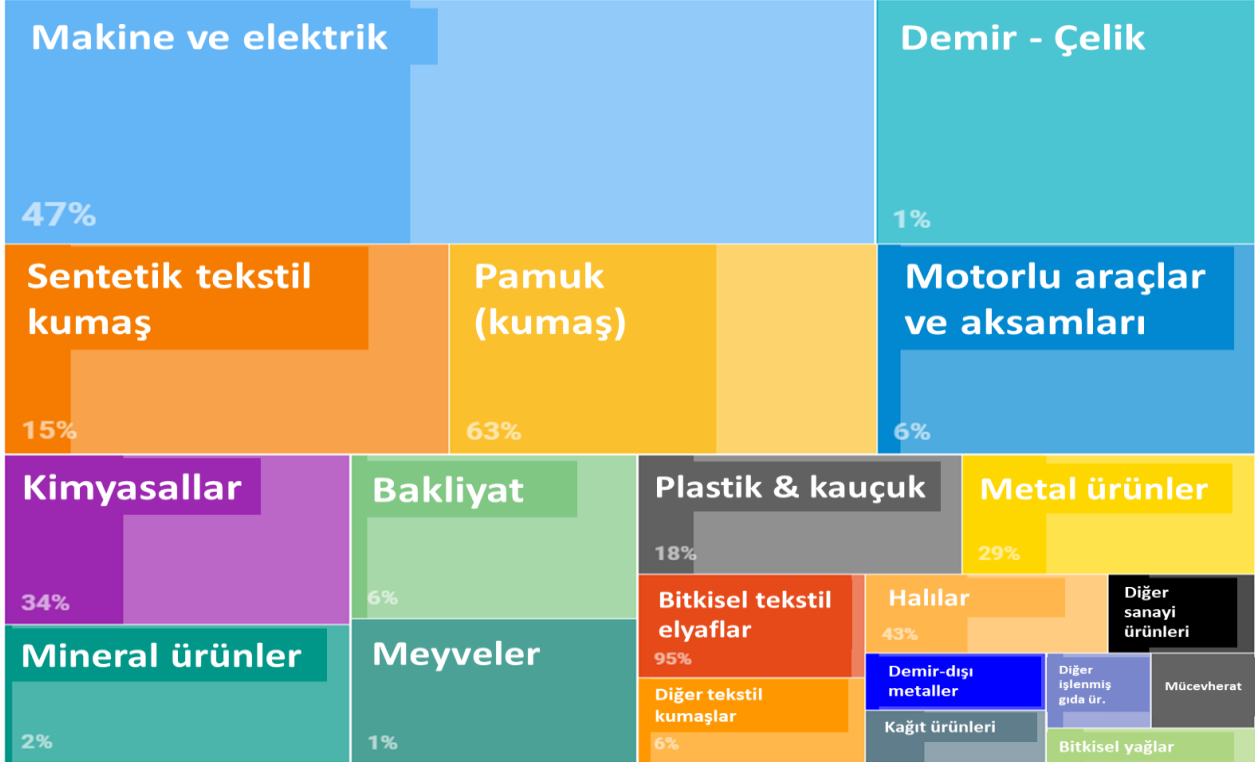 Makine ve elektrik
47%
Demir - Çelik
1%
Sentetik tekstil
kumaş
15%
Pamuk
(kumaş)
63%
Motorlu araçlar
ve aksamları
6%
Kimyasallar
34%
Bakliyat
6%
Plastik & kauçuk
18%
Metal ürünler
29%
Mineral ürünler
2%
Meyveler
1%
Bitkisel tekstil
elyaflar
95%
Diğer tekstil
kumaşlar
6%
Halılar
43%
Diğer
sanayi
ürünleri
Demir-dışı
metaller
Kağıt ürünleri
Diğer
işlenmiş
gıda ür.
Mücevherat
Bitkisel yağlar